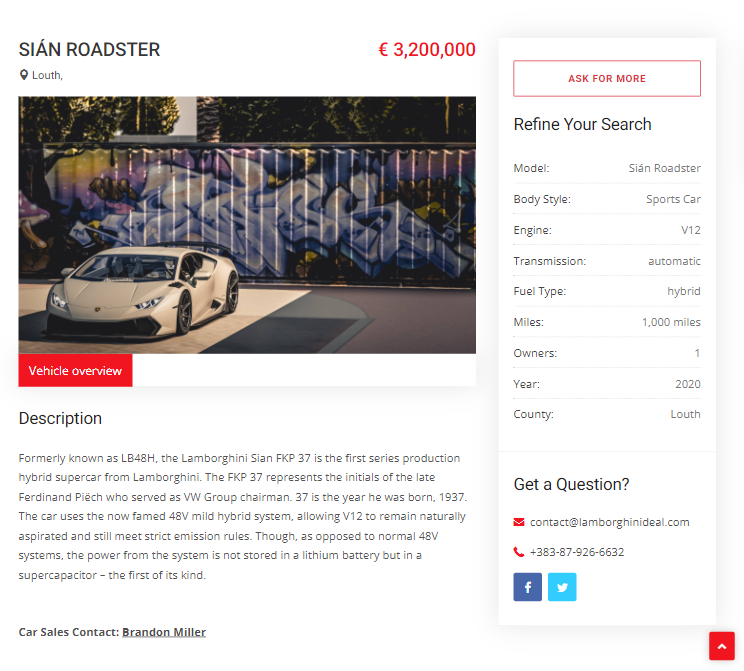 SIÁN ROADSTER
€ 3,200,000
Louth,
Vehicle overview
Description
Formerly known as LB48H, the Lamborghini Sian FKP 37 is the first series production
hybrid supercar from Lamborghini. The FKP 37 represents the initials of the late
Ferdinand Piëch who served as VW Group chairman. 37 is the year he was born, 1937.
The car uses the now famed 48V mild hybrid system, allowing V12 to remain naturally
aspirated and still meet strict emission rules. Though, as opposed to normal 48V
systems, the power from the system is not stored in a lithium battery but in a
supercapacitor – the first of its kind.
Car Sales Contact: Brandon Miller
ASK FOR MORE
Refine Your Search
Model: Sián Roadster
Body Style: Sports Car
Engine: V12
Transmission: automatic
Fuel Type: hybrid
Miles: 1,000 miles
Owners: 1
Year: 2020
County: Louth
Get a Question?
contact@lamborghinideal.com
+383-87-926-6632